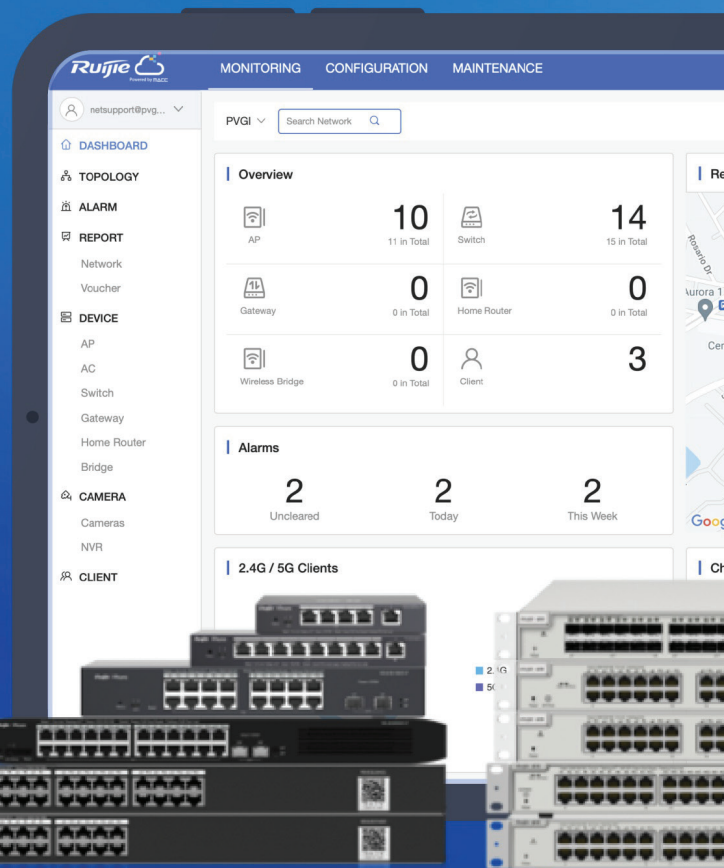 Ruijie
Powered by RACC
MONITORING CONFIGURATION MAINTENANCE
netsupport@pvg...
PVGI
Search Network
DASHBOARD
TOPOLOGY
ALARM
REPORT
Network
Voucher
DEVICE
AP
AC
Switch
Gateway
Home Router
Bridge
CAMERA
Cameras
NVR
CLIENT
Overview
10
AP
11 in Total
14
Switch
15 in Total
0
Gateway
0 in Total
0
Home Router
0 in Total
0
Wireless Bridge
0 in Total
3
Client
Alarms
2 2 2
Uncleared Today This Week
2.4G / 5G Clients
Re
Rosario Dr
Aurora 1
Cer
Goog
Ch